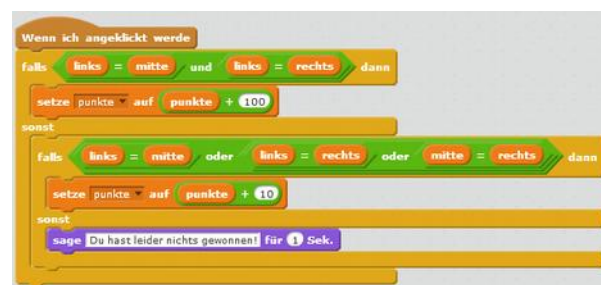 Wenn ich angeklickt werde
falls links = mitte und links = rechts dann
setze punkte auf punkte + 100
sonst
falls links = mitte oder links = rechts oder mitte = rechts dann
setze punkte auf punkte + 10
sonst
sage Du hast leider nichts gewonnen! für 1 Sek.